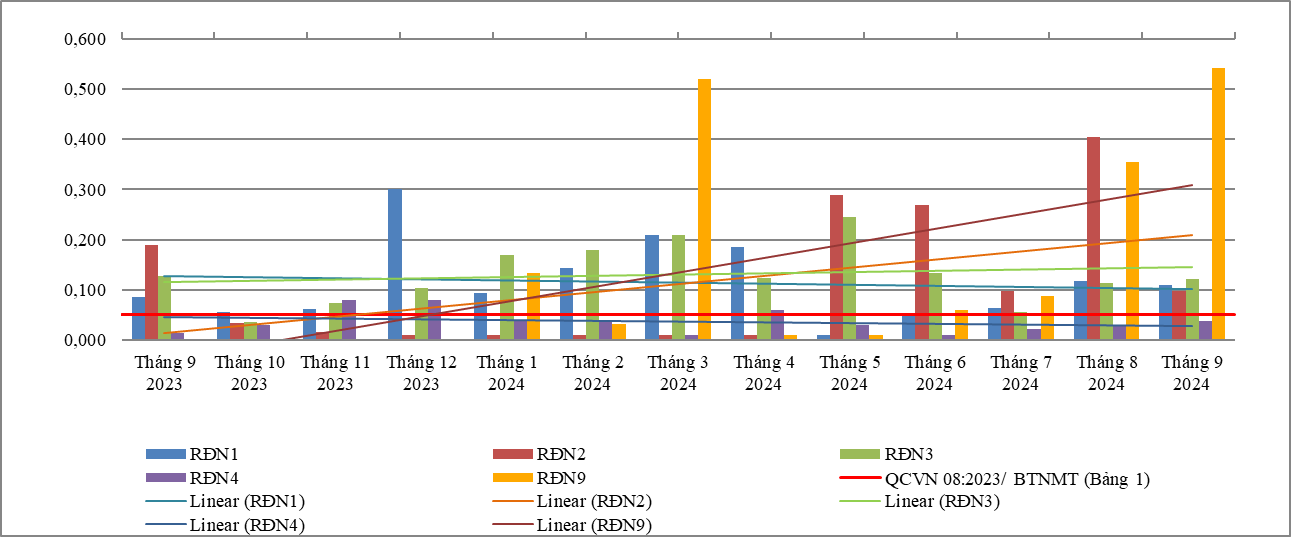 0,600
0,500
0,400
0,300
0,200
0,100
0,000
Tháng 9 2023
Tháng 10 2023
Tháng 11 2023
Tháng 12 2023
Tháng 1 2024
Tháng 2 2024
Tháng 3 2024
Tháng 4 2024
Tháng 5 2024
Tháng 6 2024
Tháng 7 2024
Tháng 8 2024
Tháng 9 2024
RĐN1
RĐN2
RĐN3
RĐN4
RĐN9
QCVN 08:2023/ BTNMT (Bảng 1)
Linear (RĐN1)
Linear (RĐN2)
Linear (RĐN3)
Linear (RĐN4)
Linear (RĐN9)